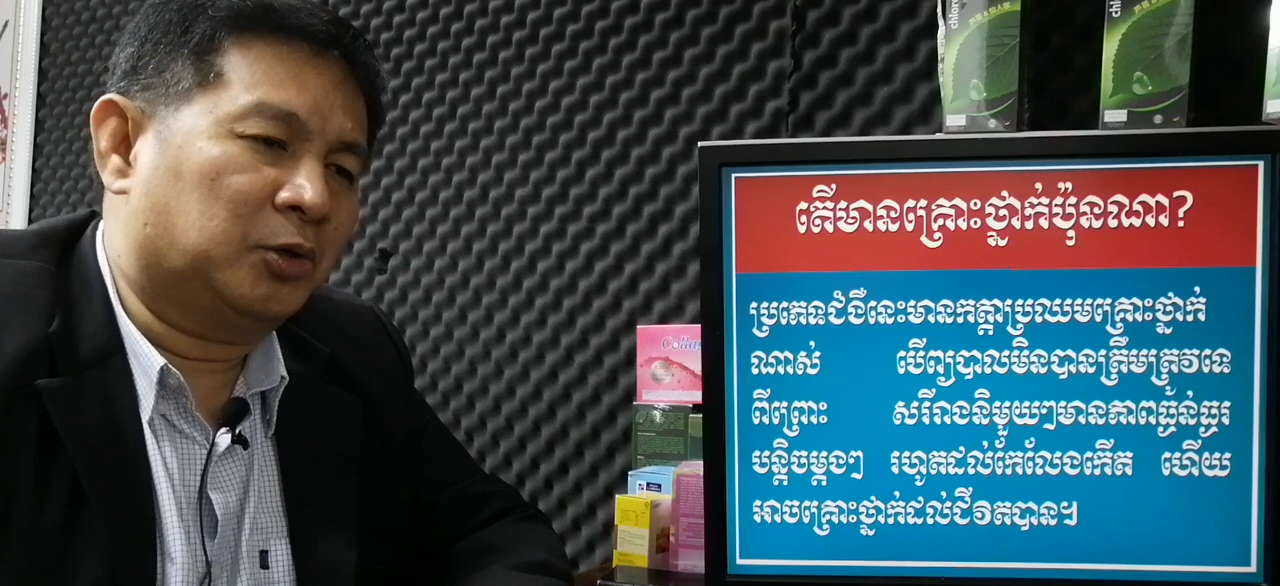 តើមានគ្រោះថ្នាក់ប៉ុនណា?
ប្រភេទជំងឺនេះមានកត្តាប្រឈមគ្រោះថ្នាក់
ណាស់ បើព្យបាលមិនបានត្រឹមត្រូវទេ
ពីព្រោះ សរីរាងនិមួយៗមានភាពធ្ងន់ធ្ងរ
បន្តិចម្តងៗ រហូតដល់កែលែងកើត ហើយ
អាចគ្រោះថ្នាក់ដល់ជីវិតបាន។